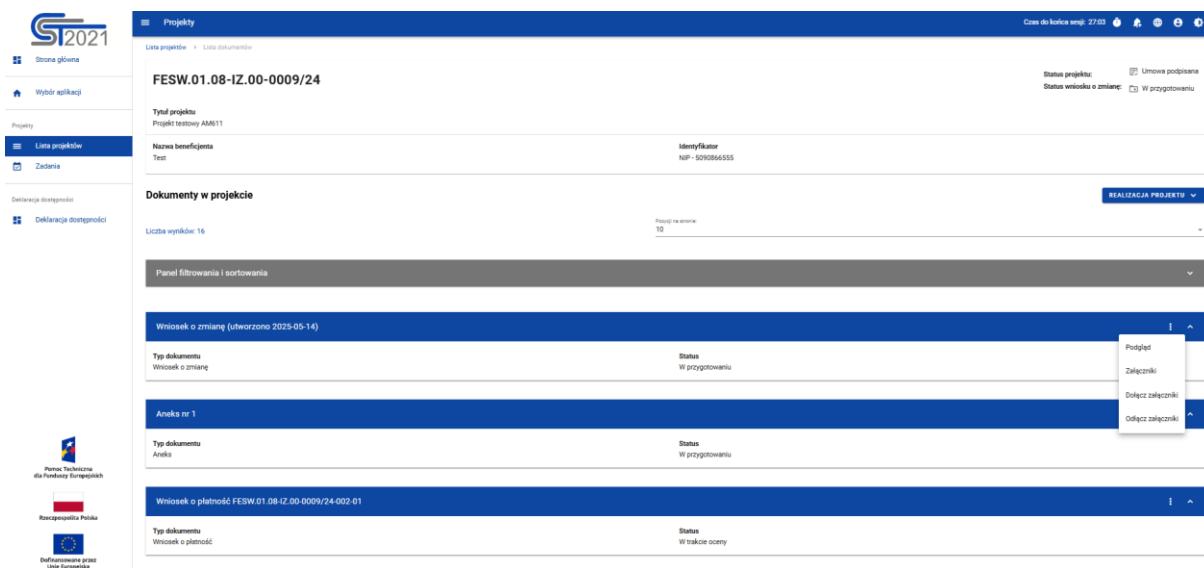 CST2021
Strona główna
Wybór aplikacji
Projekty
Lista projektów
Zadania
Deklaracja dostępności
Deklaracja dostępności
Pomoc Techniczna
dla Funduszy Europejskich
Rzeczpospolita Polska
Dofinansowane przez
Unię Europejską
Projekty
Czas do końca sesji: 27:03
Lista projektów > Lista dokumentów
FESW.01.08-IZ.00-0009/24
Status projektu: Umowa podpisana
Status wniosku o zmianę: W przygotowaniu
Tytuł projektu
Projekt testowy AM611
Nazwa beneficjenta
Test
Identyfikator
NIP - 5090866555
Dokumenty w projekcie
REALIZACJA PROJEKTU
Liczba wyników: 16
Pozycji na stronie:
10
Panel filtrowania i sortowania
Wniosek o zmianę (utworzono 2025-05-14)
Typ dokumentu
Wniosek o zmianę
Status
W przygotowaniu
Podgląd
Załączniki
Dołącz załączniki
Odłącz załączniki
Aneks nr 1
Typ dokumentu
Aneks
Status
W przygotowaniu
Wniosek o płatność FESW.01.08-IZ.00-0009/24-002-01
Typ dokumentu
Wniosek o płatność
Status
W trakcie oceny